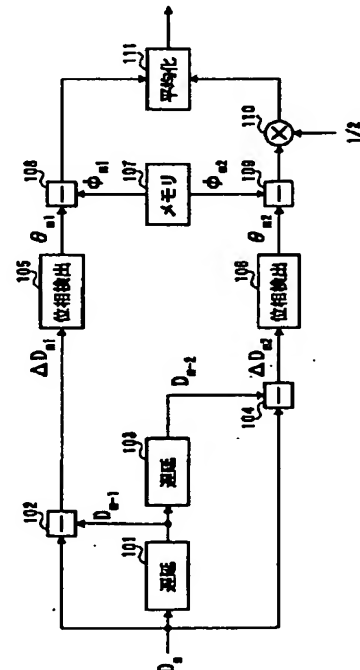 111
平均化
108
−
θm1
Φm1
107
メモリ
Φm2
110
×
1/2
109
−
θm2
105
位相検出
ΔDm1
106
位相検出
ΔDm2
Dm-2
104
−
103
遅延
102
−
Dm-1
101
遅延
Dm